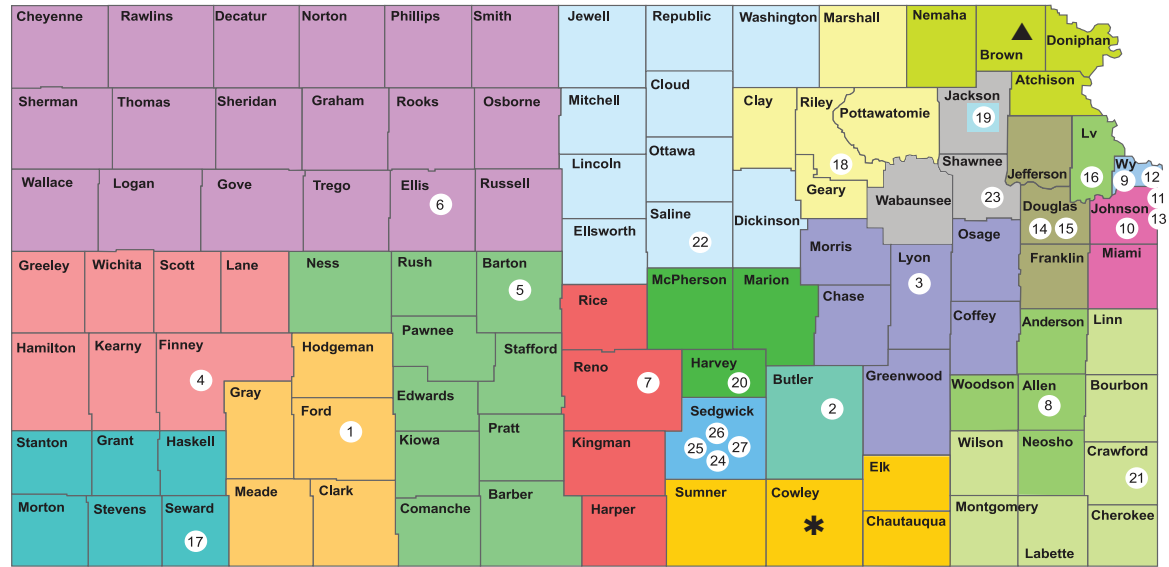 Cheyenne Rawlins Decatur Norton Phillips Smith Jewell Republic Washington Marshall Nemaha Brown Doniphan
Cloud Atchison
Sherman Thomas Sheridan Graham Rooks Osborne Mitchell Clay Riley Pottawatomie Jackson
19
Lv
Ottawa
Lincoln 18 Shawnee Jefferson 16 Wy 9 12
Wallace Logan Gove Trego Ellis Russell Geary Wabaunsee 23
6 11
Saline Dickinson Douglas Johnson
22 14 15 10 13
Ellsworth Morris Osage
Greeley Wichita Scott Lane Ness Rush Barton Lyon Franklin Miami
5 McPherson Marion 3
Rice Chase
Coffey Anderson Linn
Pawnee
Hamilton Kearny Finney Hodgeman Stafford
4 Reno 7 Harvey 20 Butler Greenwood
Gray Edwards Woodson Allen Bourbon
Ford 2 8
1 Sedgwick
Pratt 26
Stanton Grant Haskell Kiowa Kingman 25 27 Wilson Neosho Crawford
24
Elk 21
Meade Clark Barber Sumner Cowley
Morton Stevens Seward Comanche Harper Montgomery Cherokee
✱ Chautauqua
17 Labette